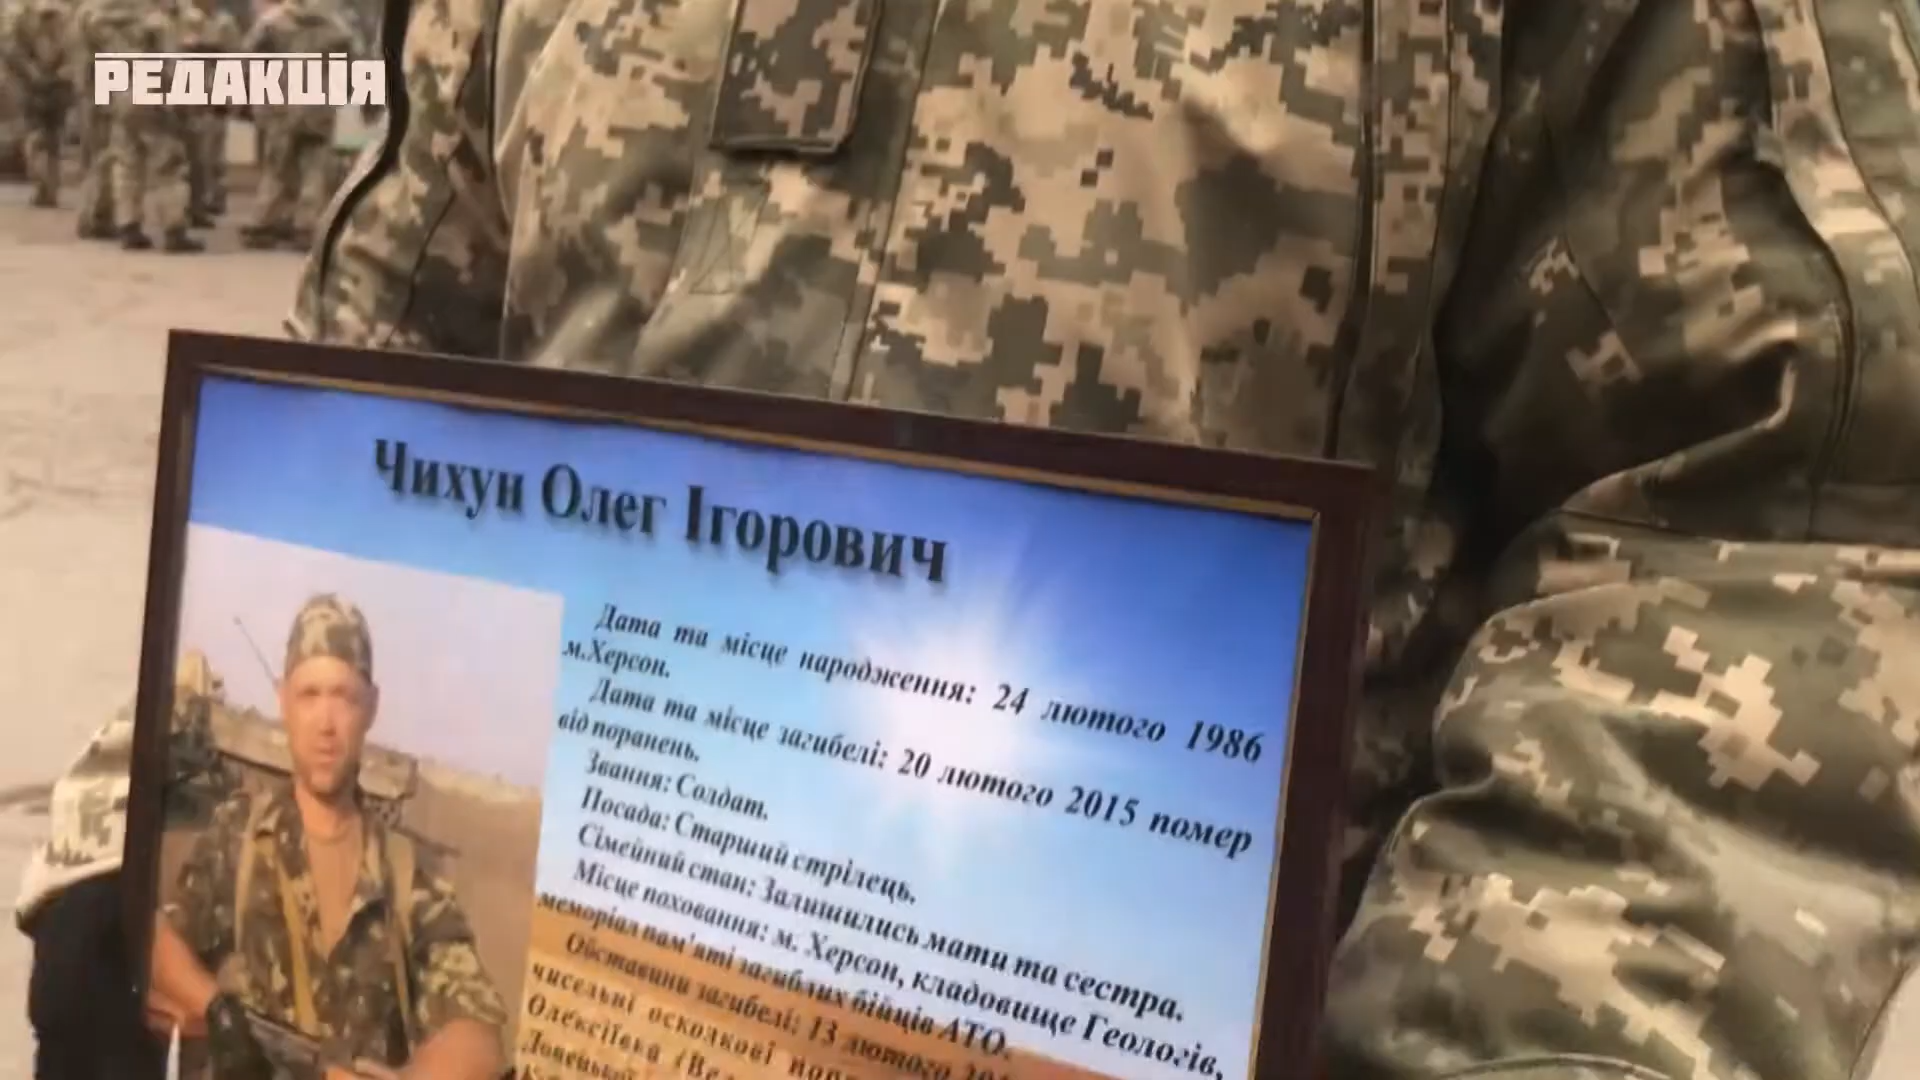 РЕДАКЦІЯ
Чихун Олег Ігорович
Дата та місце народження: 24 лютого 1986
м.Херсон.
Дата та місце загибелі: 20 лютого 2015 помер
від поранень.
Звання: Солдат.
Посада: Старший стрілець.
Сімейний стан: Залишились мати та сестра.
Місце поховання: м. Херсон, кладовище Геологів,
меморіал пам'яті загиблих бійців АТО.
Обставини загибелі: 13 лютого
чисельні осколкові
Олексіївка
Донецької